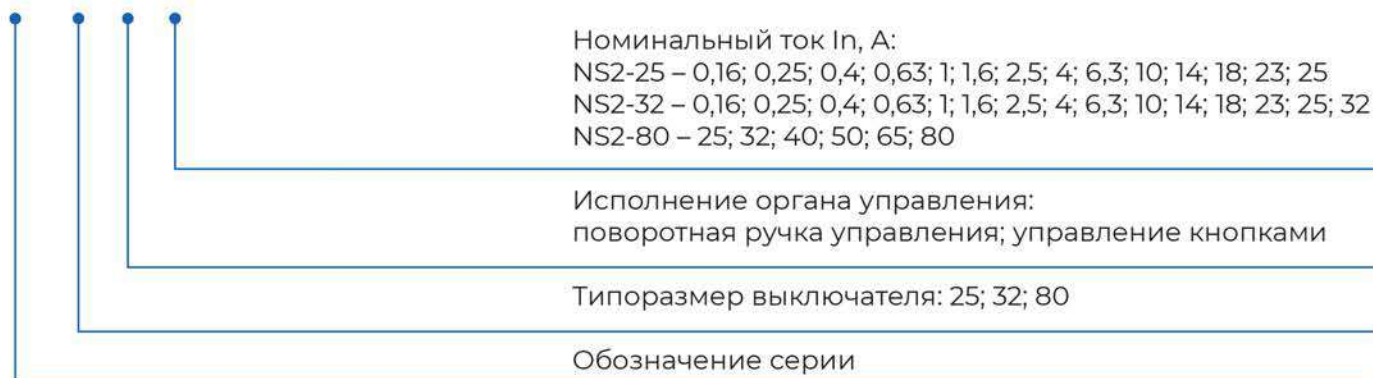 Номинальный ток In, А:
NS2-25 – 0,16; 0,25; 0,4; 0,63; 1; 1,6; 2,5; 4; 6,3; 10; 14; 18; 23; 25
NS2-32 – 0,16; 0,25; 0,4; 0,63; 1; 1,6; 2,5; 4; 6,3; 10; 14; 18; 23; 25; 32
NS2-80 – 25; 32; 40; 50; 65; 80
Исполнение органа управления:
поворотная ручка управления; управление кнопками
Типоразмер выключателя: 25; 32; 80
Обозначение серии